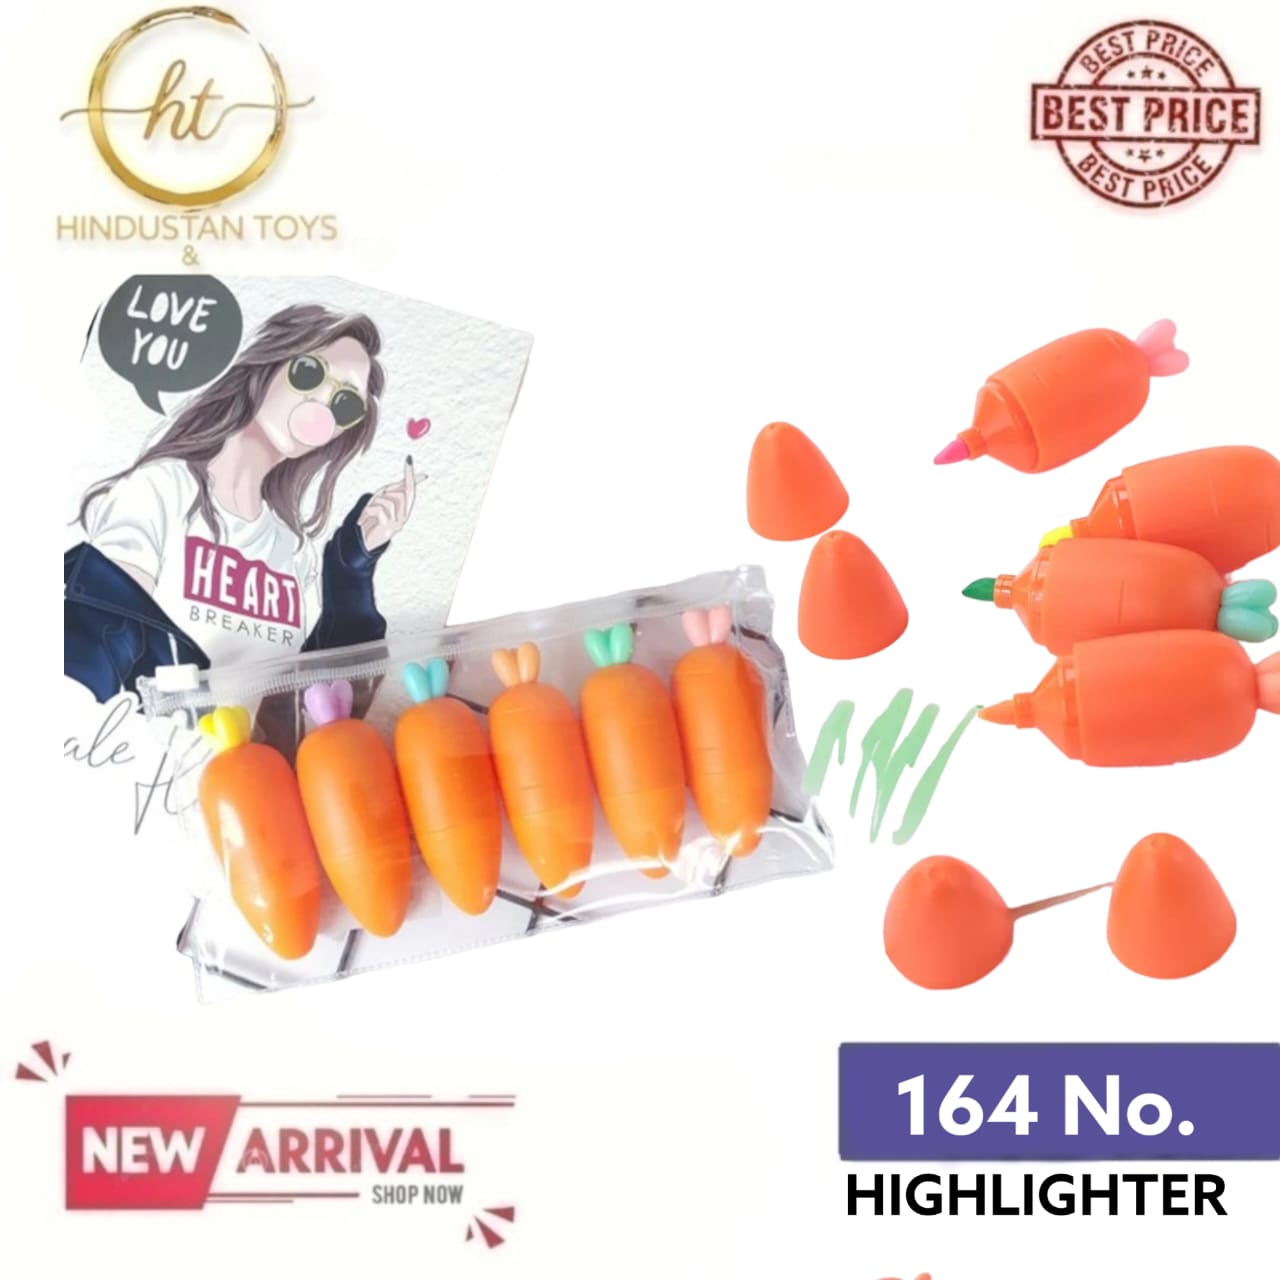 ht
HINDUSTAN TOYS
&
BEST PRICE
BEST PRICE
BEST PRICE
LOVE
YOU
HEART
BREAKER
ale
NEW ARRIVAL
SHOP NOW
164 No.
HIGHLIGHTER